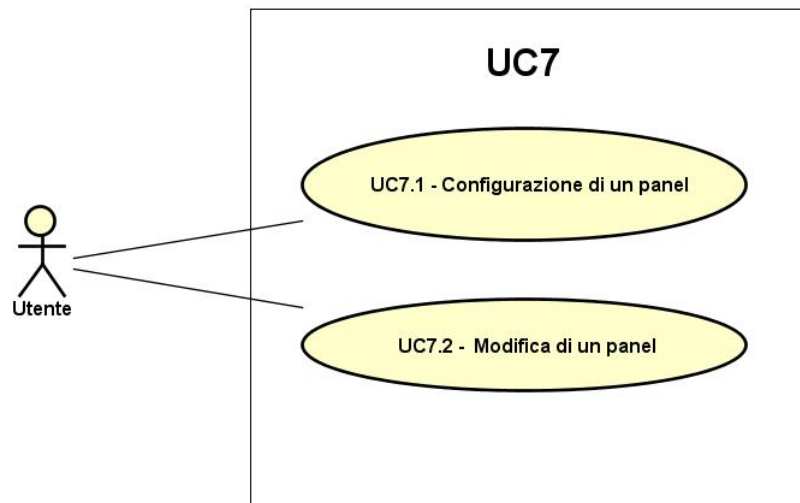 UC7
UC7.1 - Configurazione di un panel
Utente
UC7.2 - Modifica di un panel